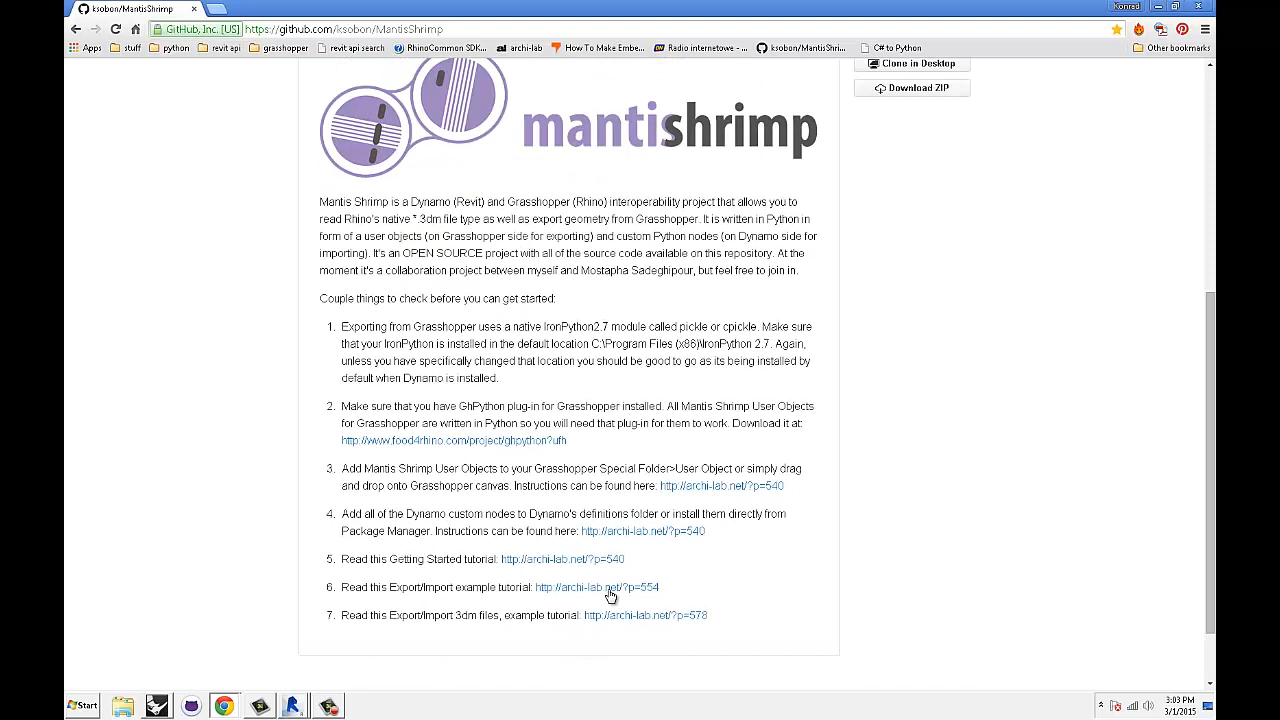 ksobon/MantisShrimp
Konrad
GitHub, Inc. [US] https://github.com/ksobon/MantisShrimp
Apps stuff python revit api grasshopper revit api search RhinoCommon SDK... archi-lab How To Make Embe... Radio internetowe - ... ksobon/MantisShri... C# to Python Other bookmarks
Clone in Desktop
Download ZIP
mantishrimp
Mantis Shrimp is a Dynamo (Revit) and Grasshopper (Rhino) interoperability project that allows you to
read Rhino's native *.3dm file type as well as export geometry from Grasshopper. It is written in Python in
form of a user objects (on Grasshopper side for exporting) and custom Python nodes (on Dynamo side for
importing). It's an OPEN SOURCE project with all of the source code available on this repository. At the
moment it's a collaboration project between myself and Mostapha Sadeghipour, but feel free to join in.
Couple things to check before you can get started:
1. Exporting from Grasshopper uses a native IronPython2.7 module called pickle or cpickle. Make sure
that your IronPython is installed in the default location C:\Program Files (x86)\IronPython 2.7. Again,
unless you have specifically changed that location you should be good to go as its being installed by
default when Dynamo is installed.
2. Make sure that you have GhPython plug-in for Grasshopper installed. All Mantis Shrimp User Objects
for Grasshopper are written in Python so you will need that plug-in for them to work. Download it at:
http://www.food4rhino.com/project/ghpython?ufh
3. Add Mantis Shrimp User Objects to your Grasshopper Special Folder>User Object or simply drag
and drop onto Grasshopper canvas. Instructions can be found here: http://archi-lab.net/?p=540
4. Add all of the Dynamo custom nodes to Dynamo's definitions folder or install them directly from
Package Manager. Instructions can be found here: http://archi-lab.net/?p=540
5. Read this Getting Started tutorial: http://archi-lab.net/?p=540
6. Read this Export/Import example tutorial: http://archi-lab.net/?p=554
7. Read this Export/Import 3dm files, example tutorial: http://archi-lab.net/?p=578
Start
3:03 PM
3/1/2015